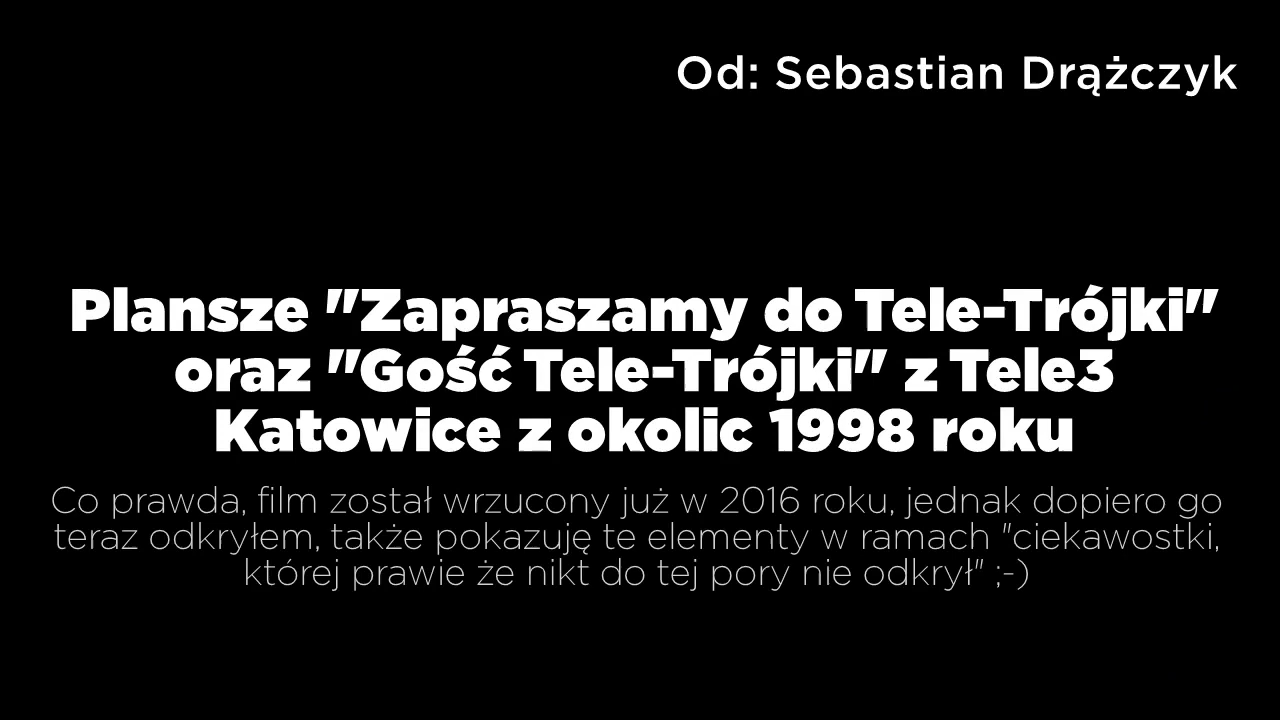 Od: Sebastian Drążczyk
Plansze "Zapraszamy do Tele-Trójki"
oraz "Gość Tele-Trójki" z Tele3
Katowice z okolic 1998 roku
Co prawda, film został wrzucony już w 2016 roku, jednak dopiero go
teraz odkryłem, także pokazuję te elementy w ramach "ciekawostki,
której prawie że nikt do tej pory nie odkrył" ;-)